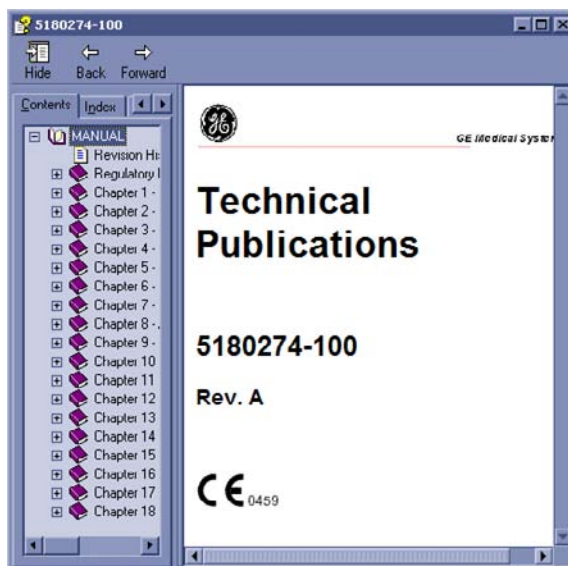 5180274-100
Hide Back Forward
Contents Index
MANUAL
Revision Hi
Regulatory I
Chapter 1 -
Chapter 2 -
Chapter 3 -
Chapter 4 -
Chapter 5 -
Chapter 6 -
Chapter 7 -
Chapter 8 -
Chapter 9 -
Chapter 10
Chapter 11
Chapter 12
Chapter 13
Chapter 14
Chapter 15
Chapter 16
Chapter 17
Chapter 18
GE Medical System
Technical
Publications
5180274-100
Rev. A
CE 0459